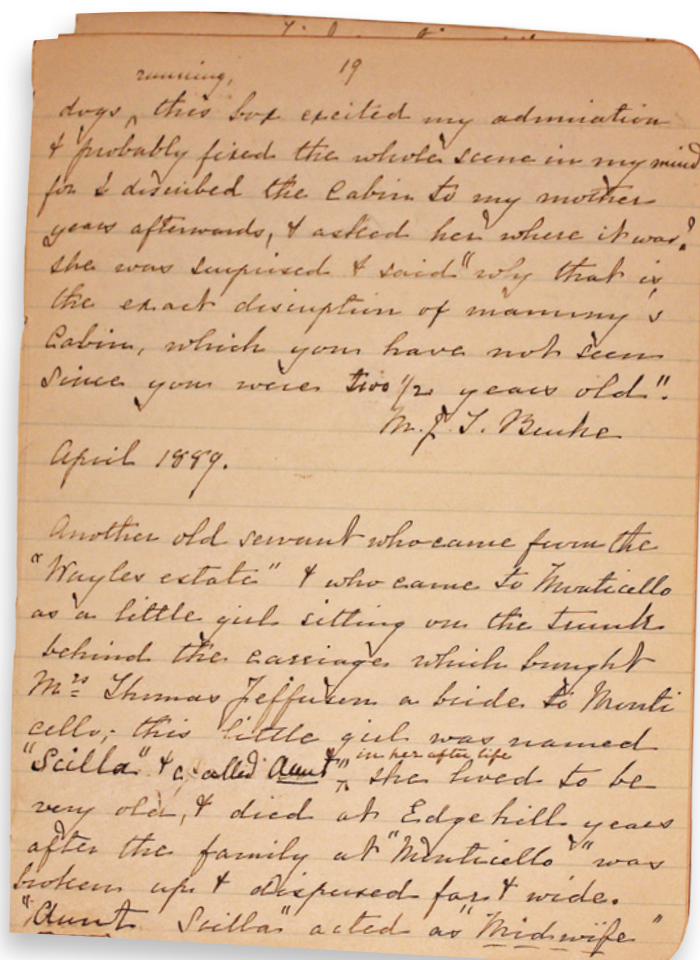 19
running,
dogs ‸ this box excited my admiration
& probably fixed the whole scene in my mind
for I discribed the Cabin to my mother
years afterwards, & asked her "where it was?
she was surprised & said "why that is
the exact discription of mammy's
Cabin, which you have not seen
since you were two 1/2 years old".
M. J. T. Burke
April 1889.
Another old servant who came from the
"Wayles estate" & who came to Monticello
as a little girl sitting on the trunk
behind the carriage which brought
Mrs Thomas Jefferson a bride to Monti
cello; this little girl was named
in her after life
"Scilla" & called Aunt" ‸ she lived to be
very old, & died at Edgehill years
after the family at "Monticello" was
broken up & dispersed far & wide.
"Aunt Scilla" acted as "Midwife"